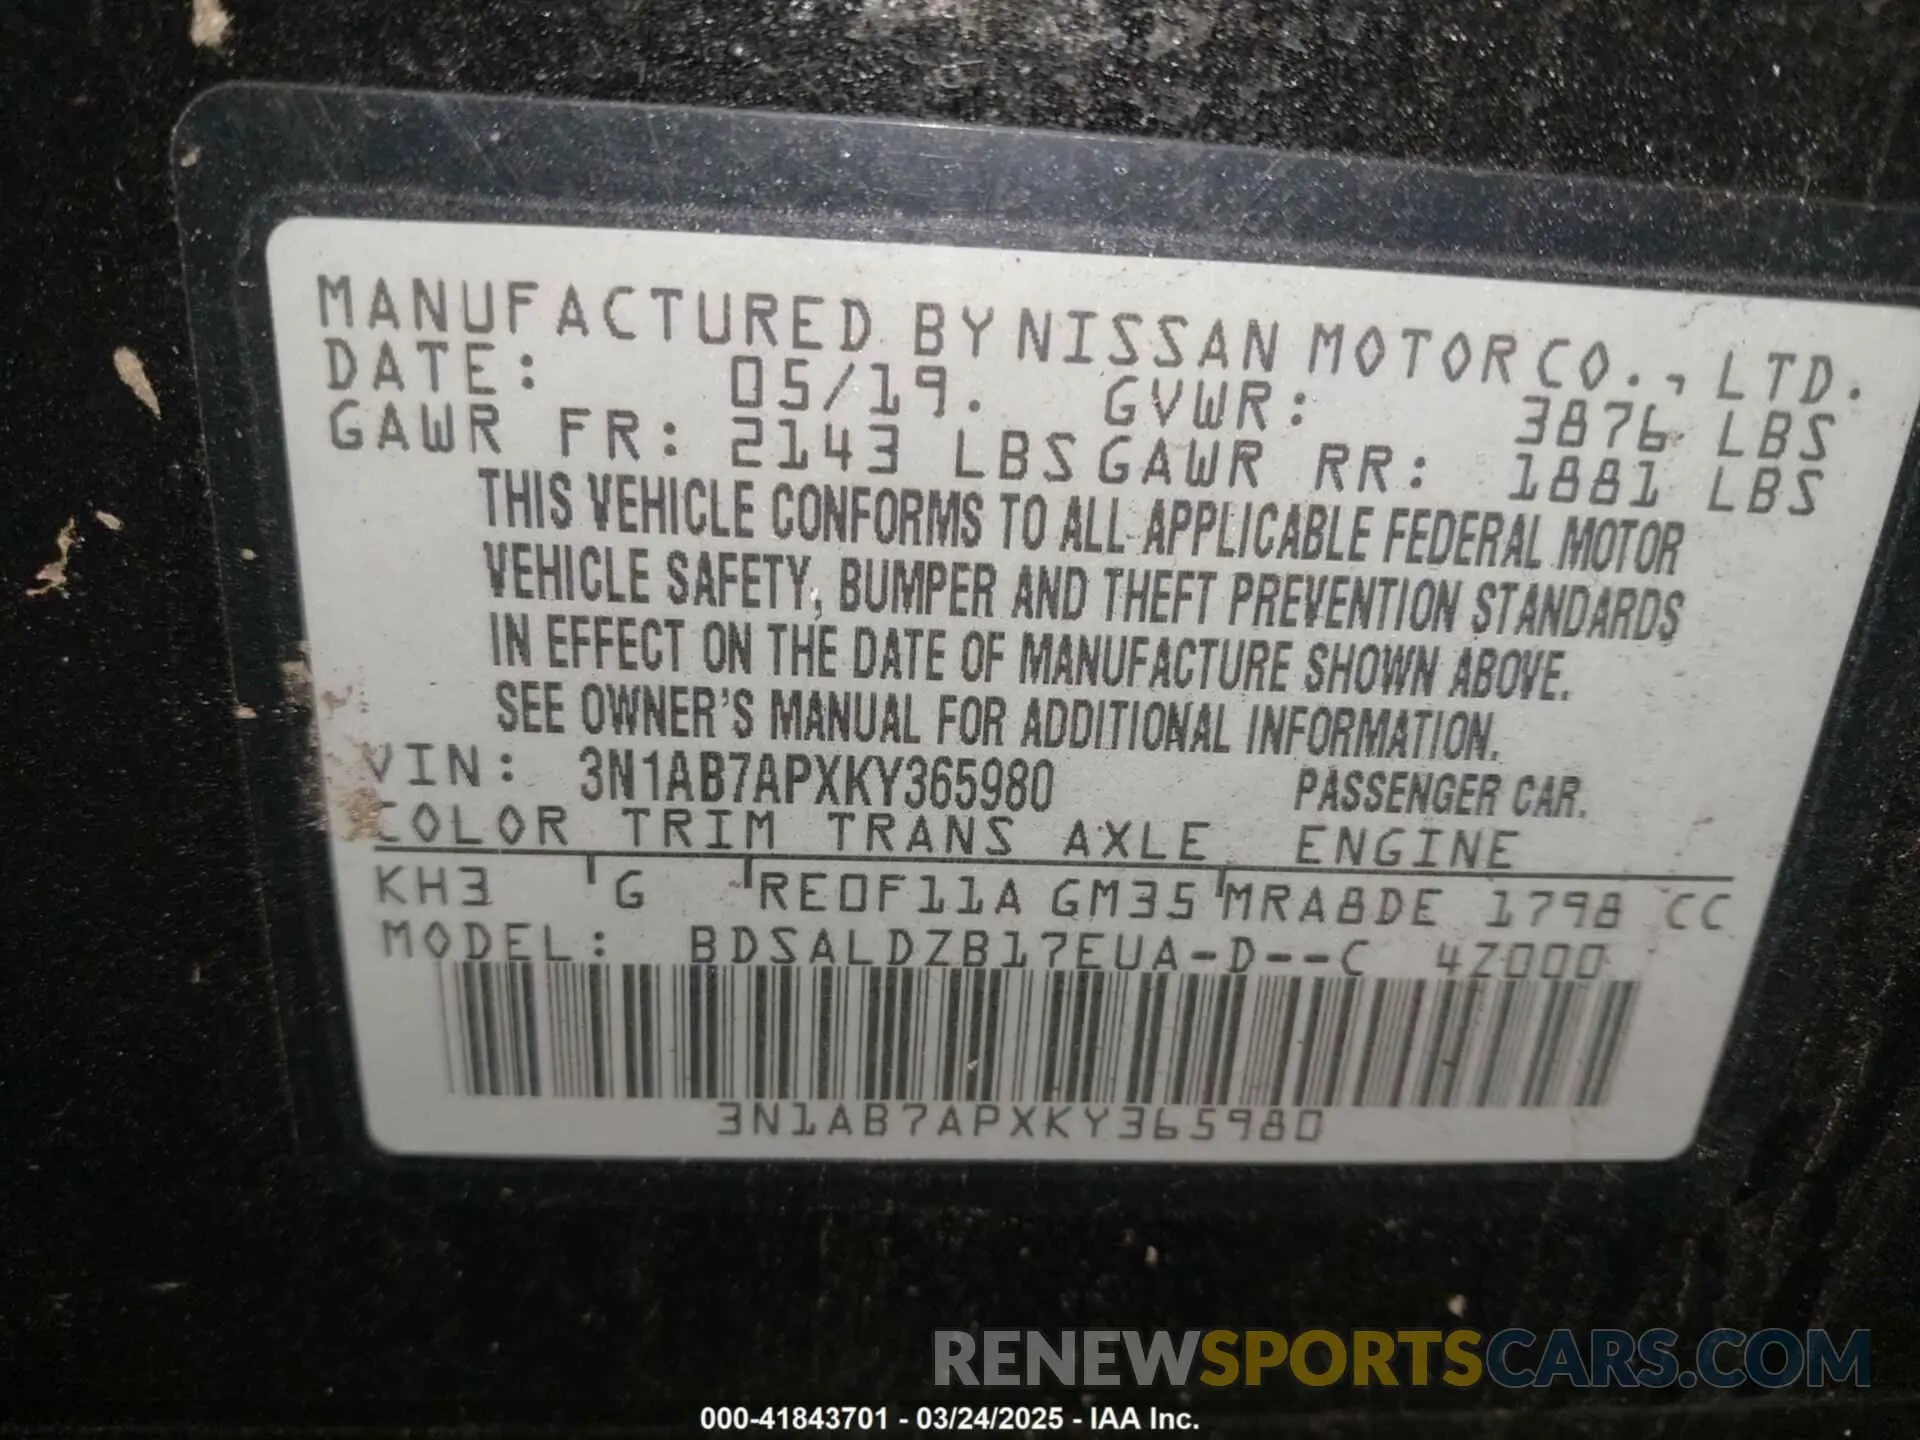 MANUFACTURED BY NISSAN MOTOR CO., LTD.
DATE: 05/19. GVWR: 3876 LBS
GAWR FR: 2143 LBS GAWR RR: 1881 LBS
THIS VEHICLE CONFORMS TO ALL APPLICABLE FEDERAL MOTOR
VEHICLE SAFETY, BUMPER AND THEFT PREVENTION STANDARDS
IN EFFECT ON THE DATE OF MANUFACTURE SHOWN ABOVE.
SEE OWNER'S MANUAL FOR ADDITIONAL INFORMATION.
VIN: 3N1AB7APXKY365980 PASSENGER CAR.
COLOR TRIM TRANS AXLE ENGINE
KH3 G RE0F11A GM35 MRA8DE 1798 CC
MODEL: BDSALDZB17EUA-D--C 4Z000
3N1AB7APXKY365980
RENEWSPORTSCARS.COM
000-41843701 - 03/24/2025 - IAA Inc.